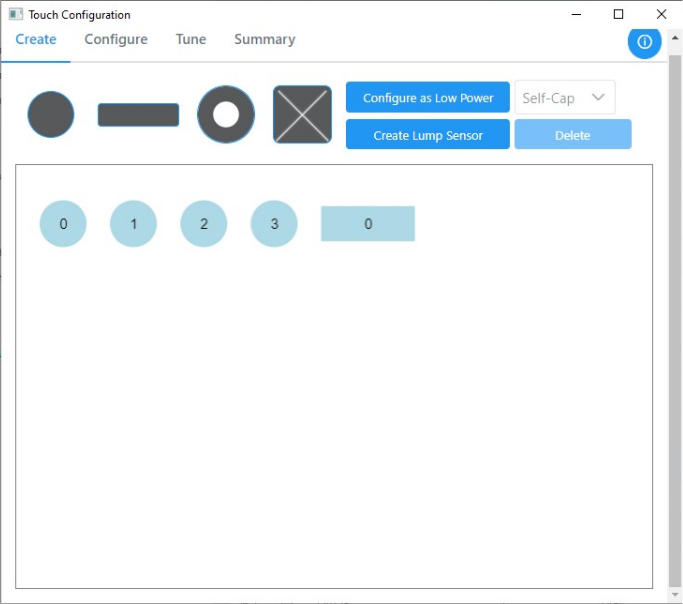 Touch Configuration
Create Configure Tune Summary
Configure as Low Power Self-Cap
Create Lump Sensor Delete
0 1 2 3 0